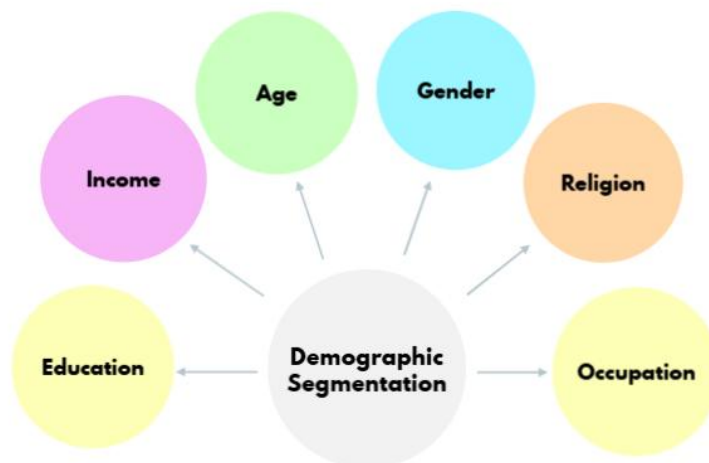 Age
Gender
Income
Religion
Education
Demographic
Segmentation
Occupation